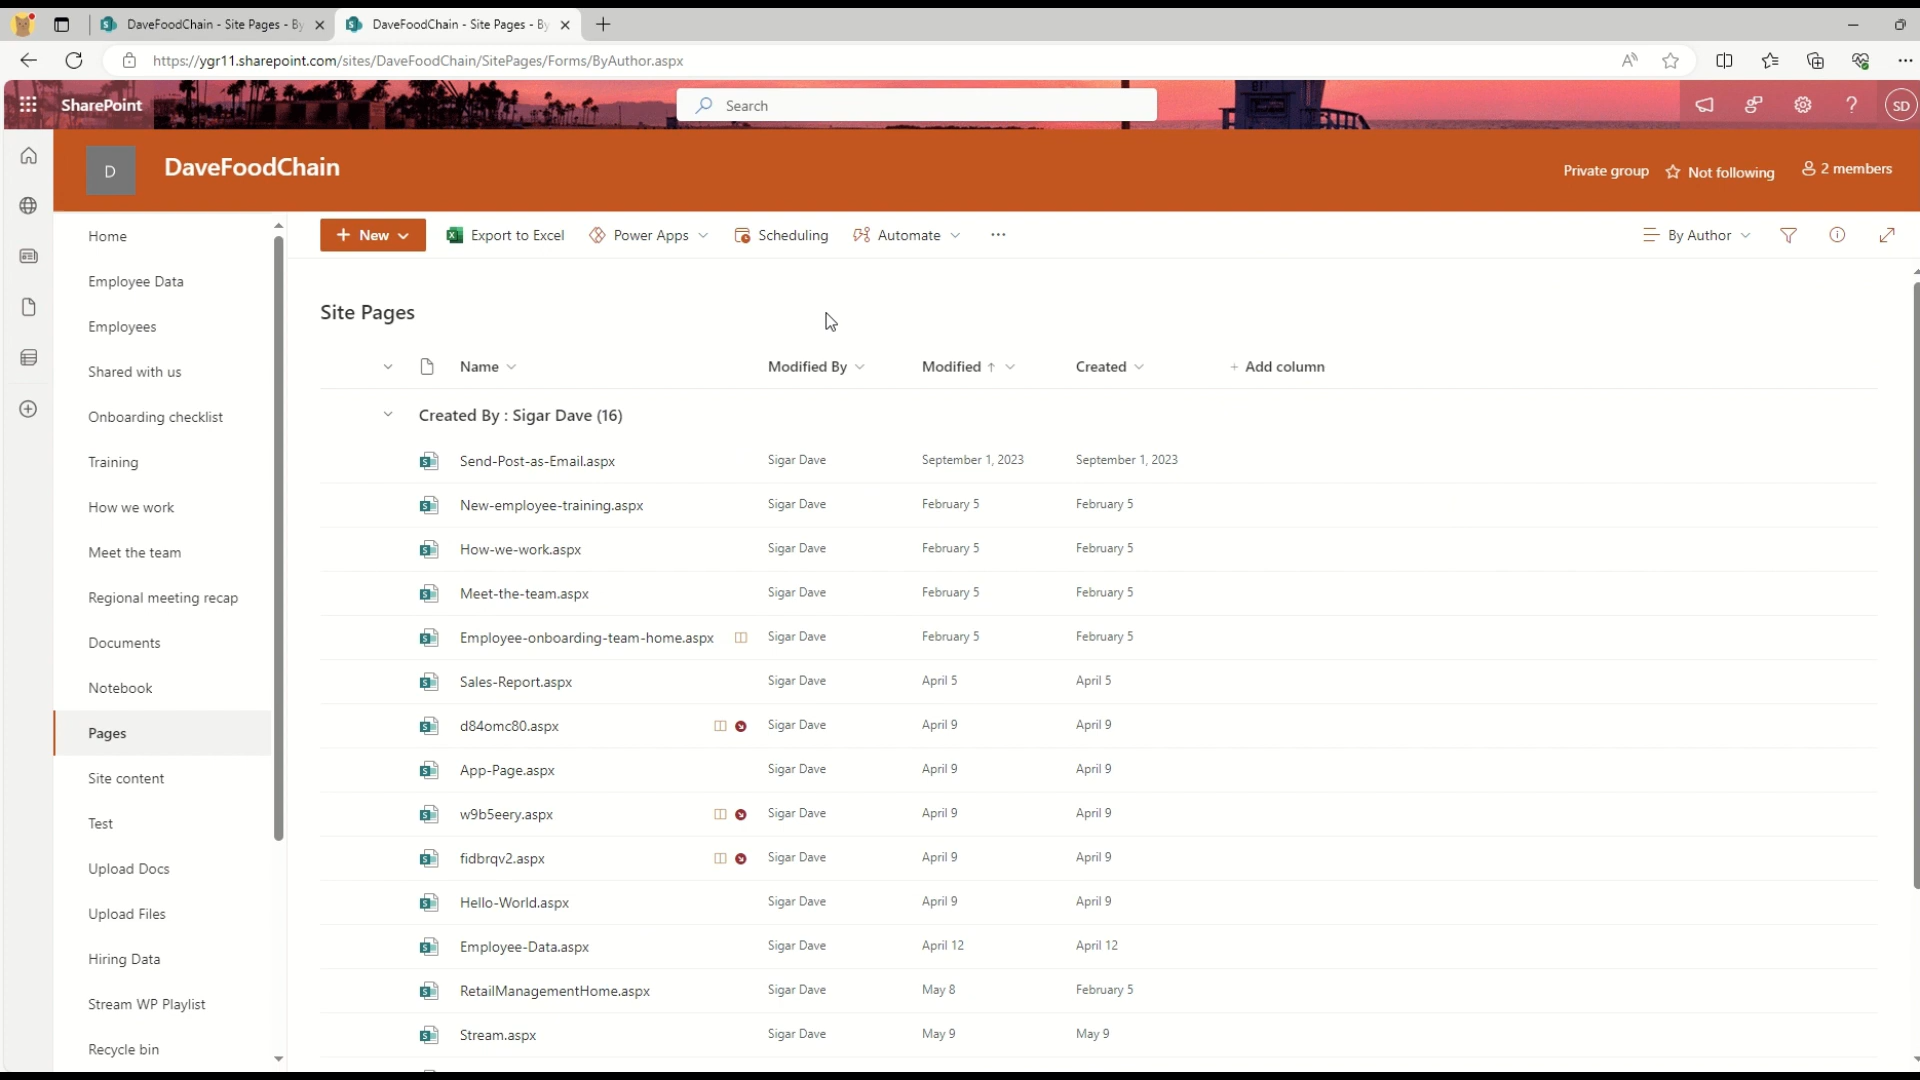 DaveFoodChain - Site Pages - By
DaveFoodChain - Site Pages - By
https://ygr11.sharepoint.com/sites/DaveFoodChain/SitePages/Forms/ByAuthor.aspx
SharePoint
Search
SD
D
DaveFoodChain
Private group
Not following
2 members
Home
Employee Data
Employees
Shared with us
Onboarding checklist
Training
How we work
Meet the team
Regional meeting recap
Documents
Notebook
Pages
Site content
Test
Upload Docs
Upload Files
Hiring Data
Stream WP Playlist
Recycle bin
+ New
Export to Excel
Power Apps
Scheduling
Automate
...
By Author
Site Pages
Name Modified By Modified ↑ Created + Add column
Created By : Sigar Dave (16)
Send-Post-as-Email.aspx Sigar Dave September 1, 2023 September 1, 2023
New-employee-training.aspx Sigar Dave February 5 February 5
How-we-work.aspx Sigar Dave February 5 February 5
Meet-the-team.aspx Sigar Dave February 5 February 5
Employee-onboarding-team-home.aspx Sigar Dave February 5 February 5
Sales-Report.aspx Sigar Dave April 5 April 5
d84omc80.aspx Sigar Dave April 9 April 9
App-Page.aspx Sigar Dave April 9 April 9
w9b5eery.aspx Sigar Dave April 9 April 9
fidbrqv2.aspx Sigar Dave April 9 April 9
Hello-World.aspx Sigar Dave April 9 April 9
Employee-Data.aspx Sigar Dave April 12 April 12
RetailManagementHome.aspx Sigar Dave May 8 February 5
Stream.aspx Sigar Dave May 9 May 9